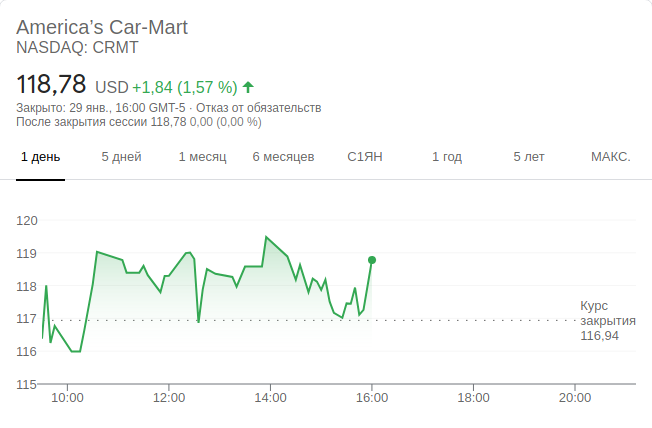 America’s Car-Mart
NASDAQ: CRMT
118,78 USD +1,84 (1,57 %)
Закрыто: 29 янв., 16:00 GMT-5 · Отказ от обязательств
После закрытия сессии 118,78 0,00 (0,00 %)
1 день 5 дней 1 месяц 6 месяцев С1ЯН 1 год 5 лет МАКС.
120
119
118
117
116
115
Курс
закрытия
116,94
10:00 12:00 14:00 16:00 18:00 20:00